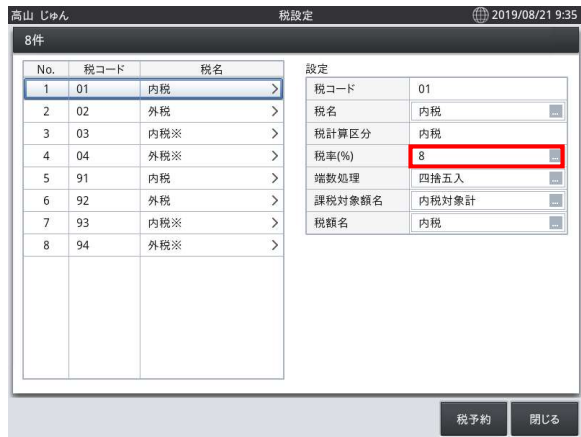 高山 じゅん 税設定 2019/08/21 9:35
8件
No. 税コード 税名
1 01 内税 >
2 02 外税 >
3 03 内税※ >
4 04 外税※ >
5 91 内税 >
6 92 外税 >
7 93 内税※ >
8 94 外税※ >
設定
税コード 01
税名 内税 ...
税計算区分 内税
税率(%) 8 ...
端数処理 四捨五入 ...
課税対象額名 内税対象計 ...
税額名 内税 ...
税予約 閉じる